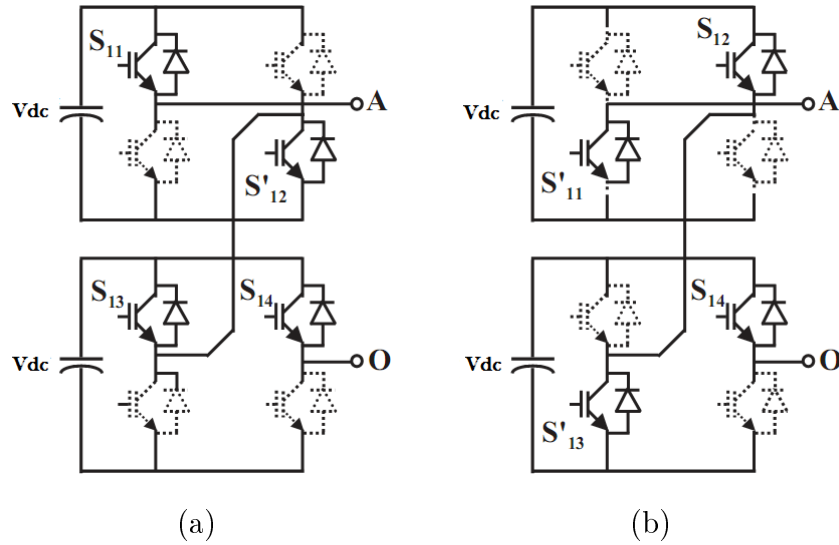 S11
Vdc
A
S'12
S13
S14
Vdc
O
(a)
S12
Vdc
A
S'11
S14
Vdc
O
S'13
(b)